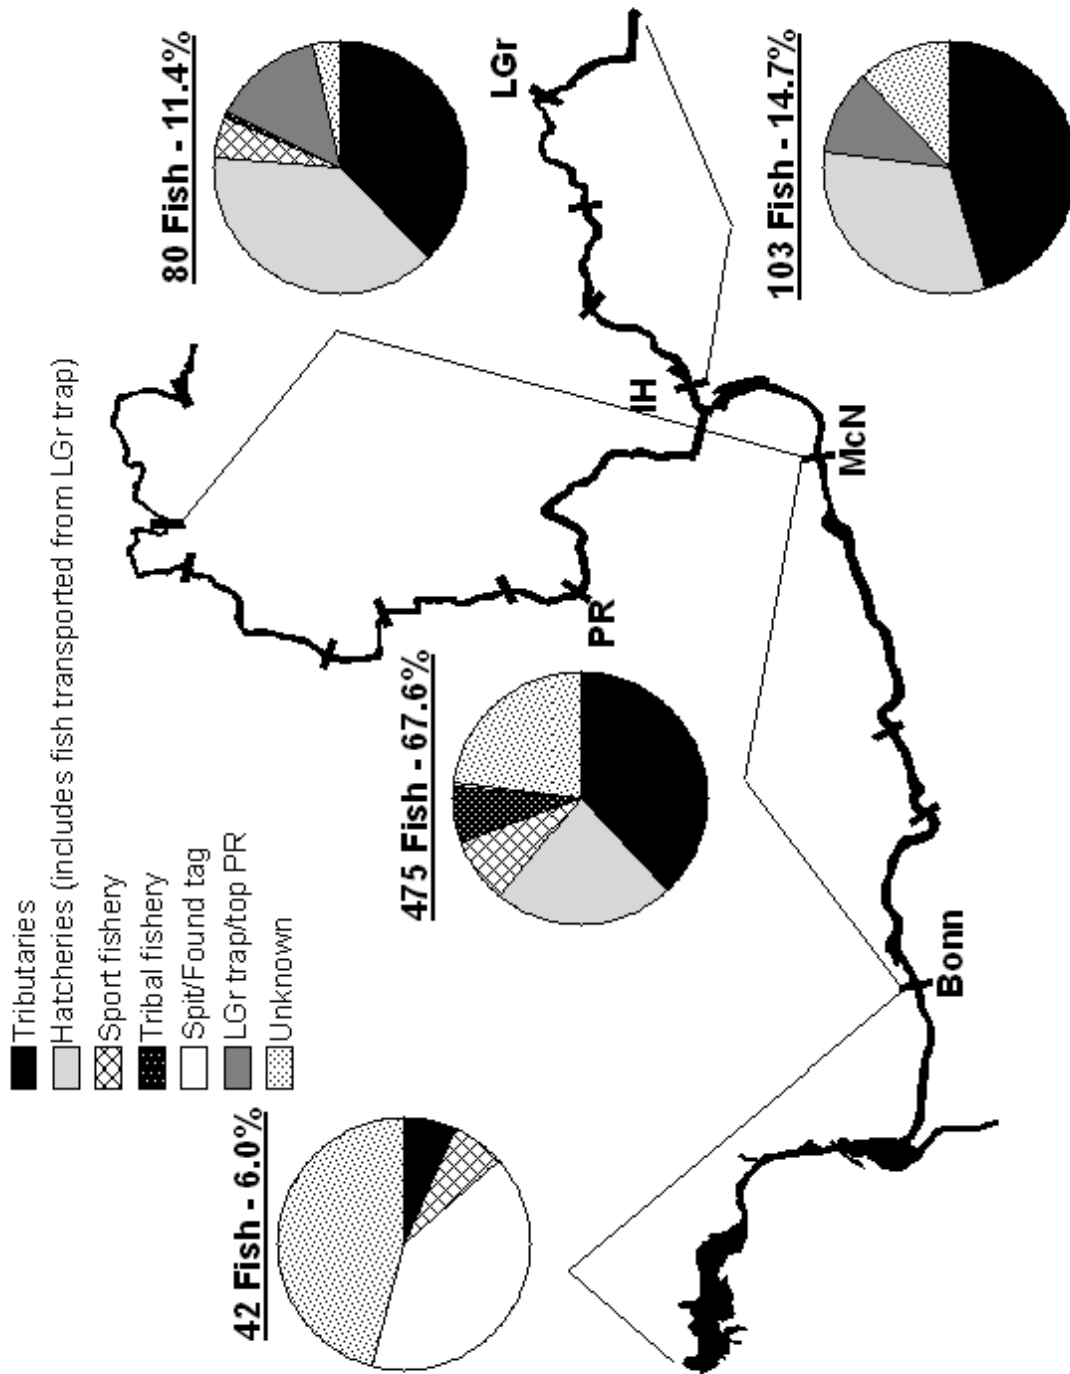 Tributaries
Hatcheries (includes fish transported from LGr trap)
Sport fishery
Tribal fishery
Spit/Found tag
LGr trap/top PR
Unknown
80 Fish - 11.4%
475 Fish - 67.6%
42 Fish - 6.0%
103 Fish - 14.7%
LGr
IH
PR
McN
Bonn